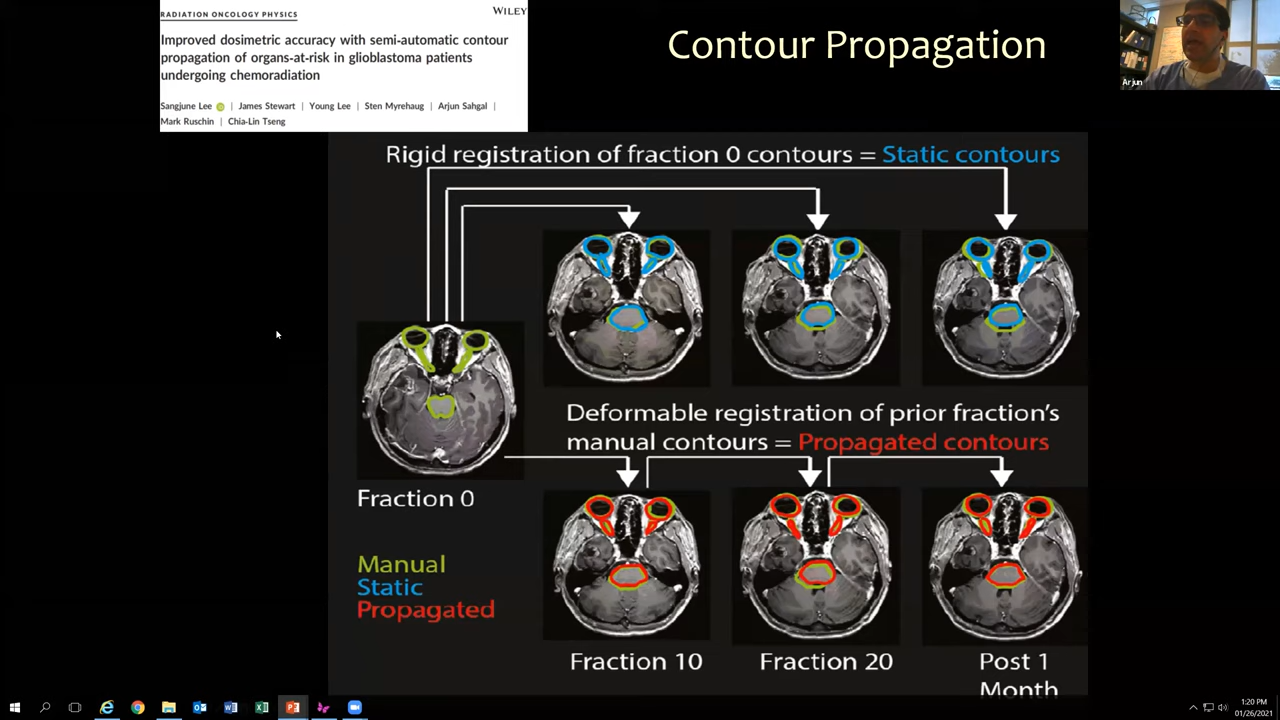 RADIATION ONCOLOGY PHYSICS
WILEY
Improved dosimetric accuracy with semi-automatic contour
propagation of organs-at-risk in glioblastoma patients
undergoing chemoradiation
Sangjune Lee | James Stewart | Young Lee | Sten Myrehaug | Arjun Sahgal |
Mark Ruschin | Chia-Lin Tseng
Contour Propagation
Arjun
Rigid registration of fraction 0 contours = Static contours
Deformable registration of prior fraction's
manual contours = Propagated contours
Fraction 0
Manual
Static
Propagated
Fraction 10
Fraction 20
Post 1
Month
1:20 PM
01/26/2021